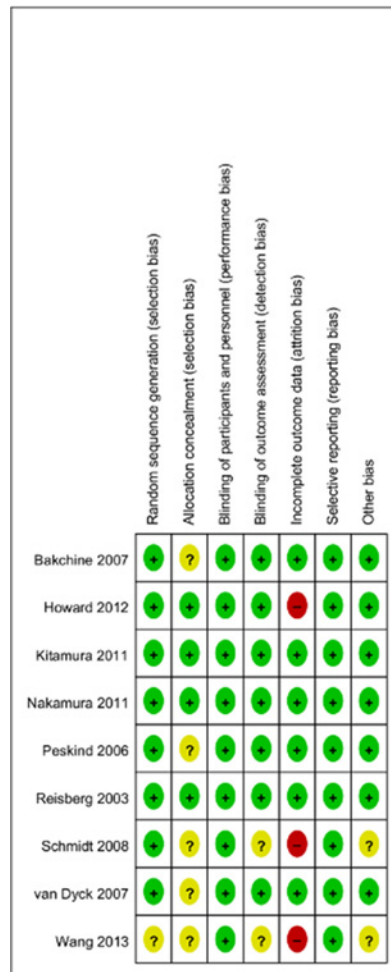 Random sequence generation (selection bias)
Allocation concealment (selection bias)
Blinding of participants and personnel (performance bias)
Blinding of outcome assessment (detection bias)
Incomplete outcome data (attrition bias)
Selective reporting (reporting bias)
Other bias
Bakchine 2007 + ? + + + + +
Howard 2012 + + + + − + +
Kitamura 2011 + + + + + + +
Nakamura 2011 + + + + + + +
Peskind 2006 + ? + + + + +
Reisberg 2003 + + + + + + +
Schmidt 2008 + ? + ? − + ?
van Dyck 2007 + ? + + + + +
Wang 2013 ? ? + ? − + ?